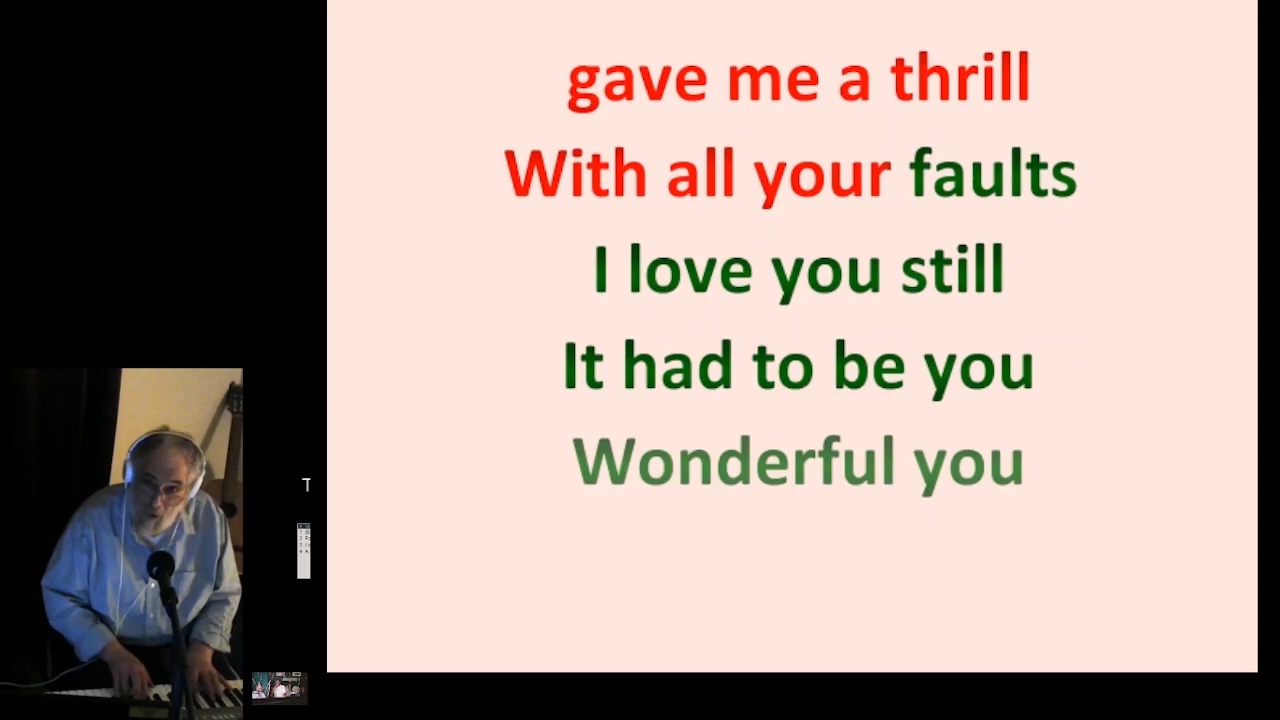 gave me a thrill
With all your faults
I love you still
It had to be you
Wonderful you
T